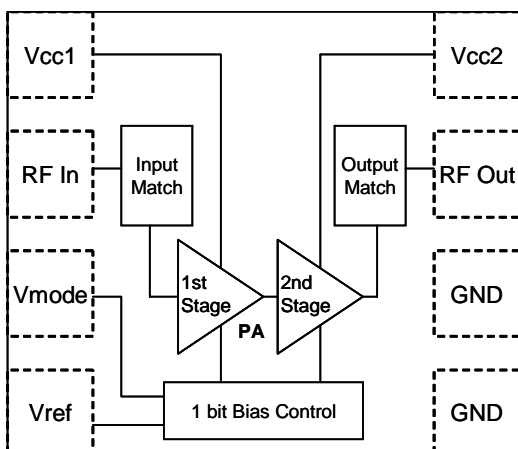 Vcc1
Vcc2
RF In
Input
Match
Output
Match
RF Out
Vmode
1st
Stage
2nd
Stage
PA
GND
Vref
1 bit Bias Control
GND